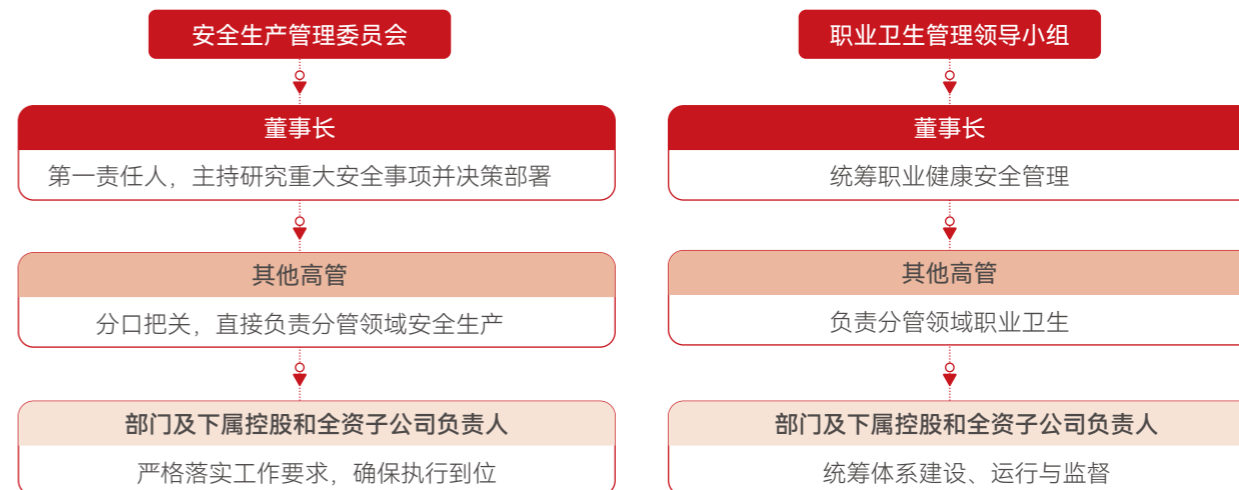 安全生产管理委员会
董事长
第一责任人，主持研究重大安全事项并决策部署
其他高管
分口把关，直接负责分管领域安全生产
部门及下属控股和全资子公司负责人
严格落实工作要求，确保执行到位
职业卫生管理领导小组
董事长
统筹职业健康安全管理
其他高管
负责分管领域职业卫生
部门及下属控股和全资子公司负责人
统筹体系建设、运行与监督